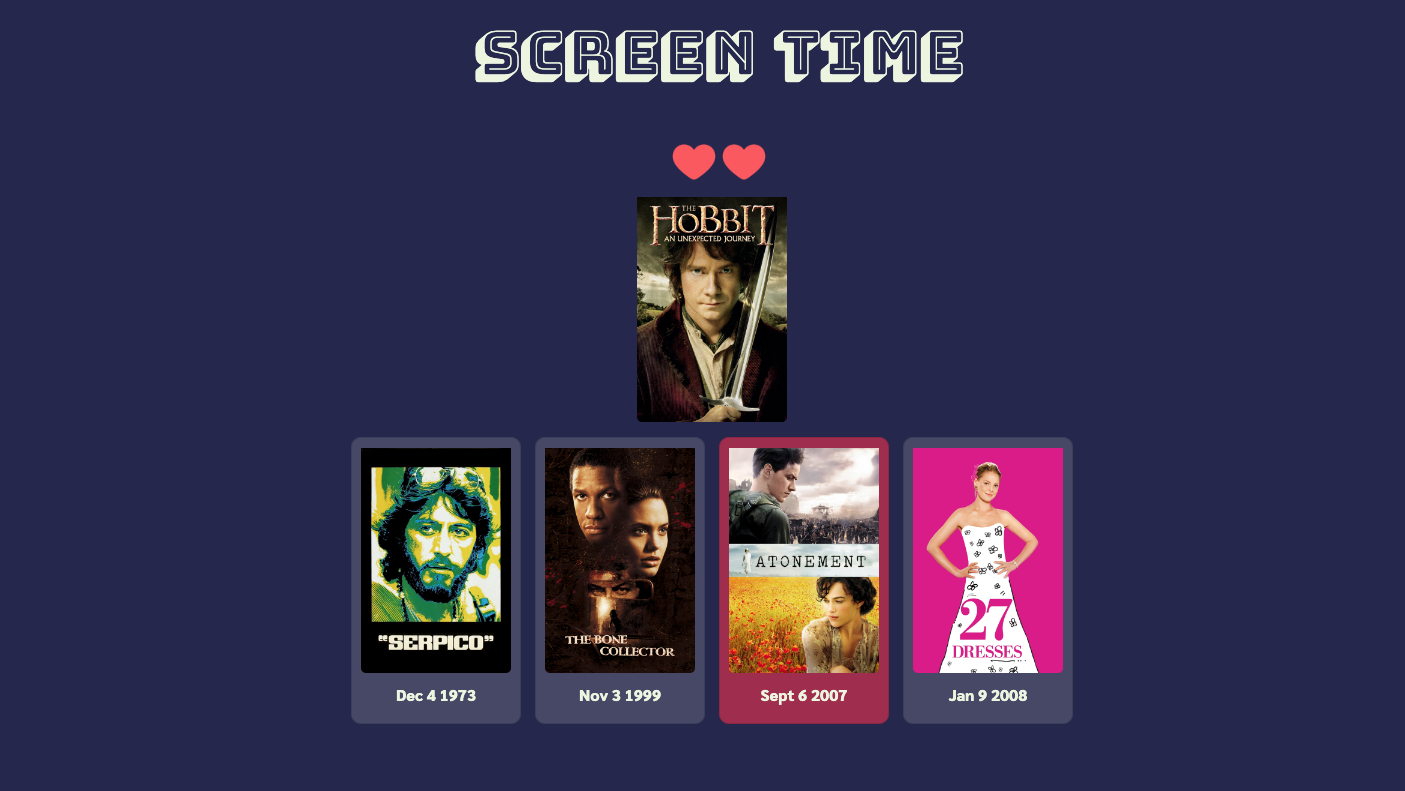 SCREEN TIME
THE
HOBBIT
AN UNEXPECTED JOURNEY
"SERPICO"
THE BONE
COLLECTOR
ATONEMENT
27
DRESSES
Dec 4 1973
Nov 3 1999
Sept 6 2007
Jan 9 2008